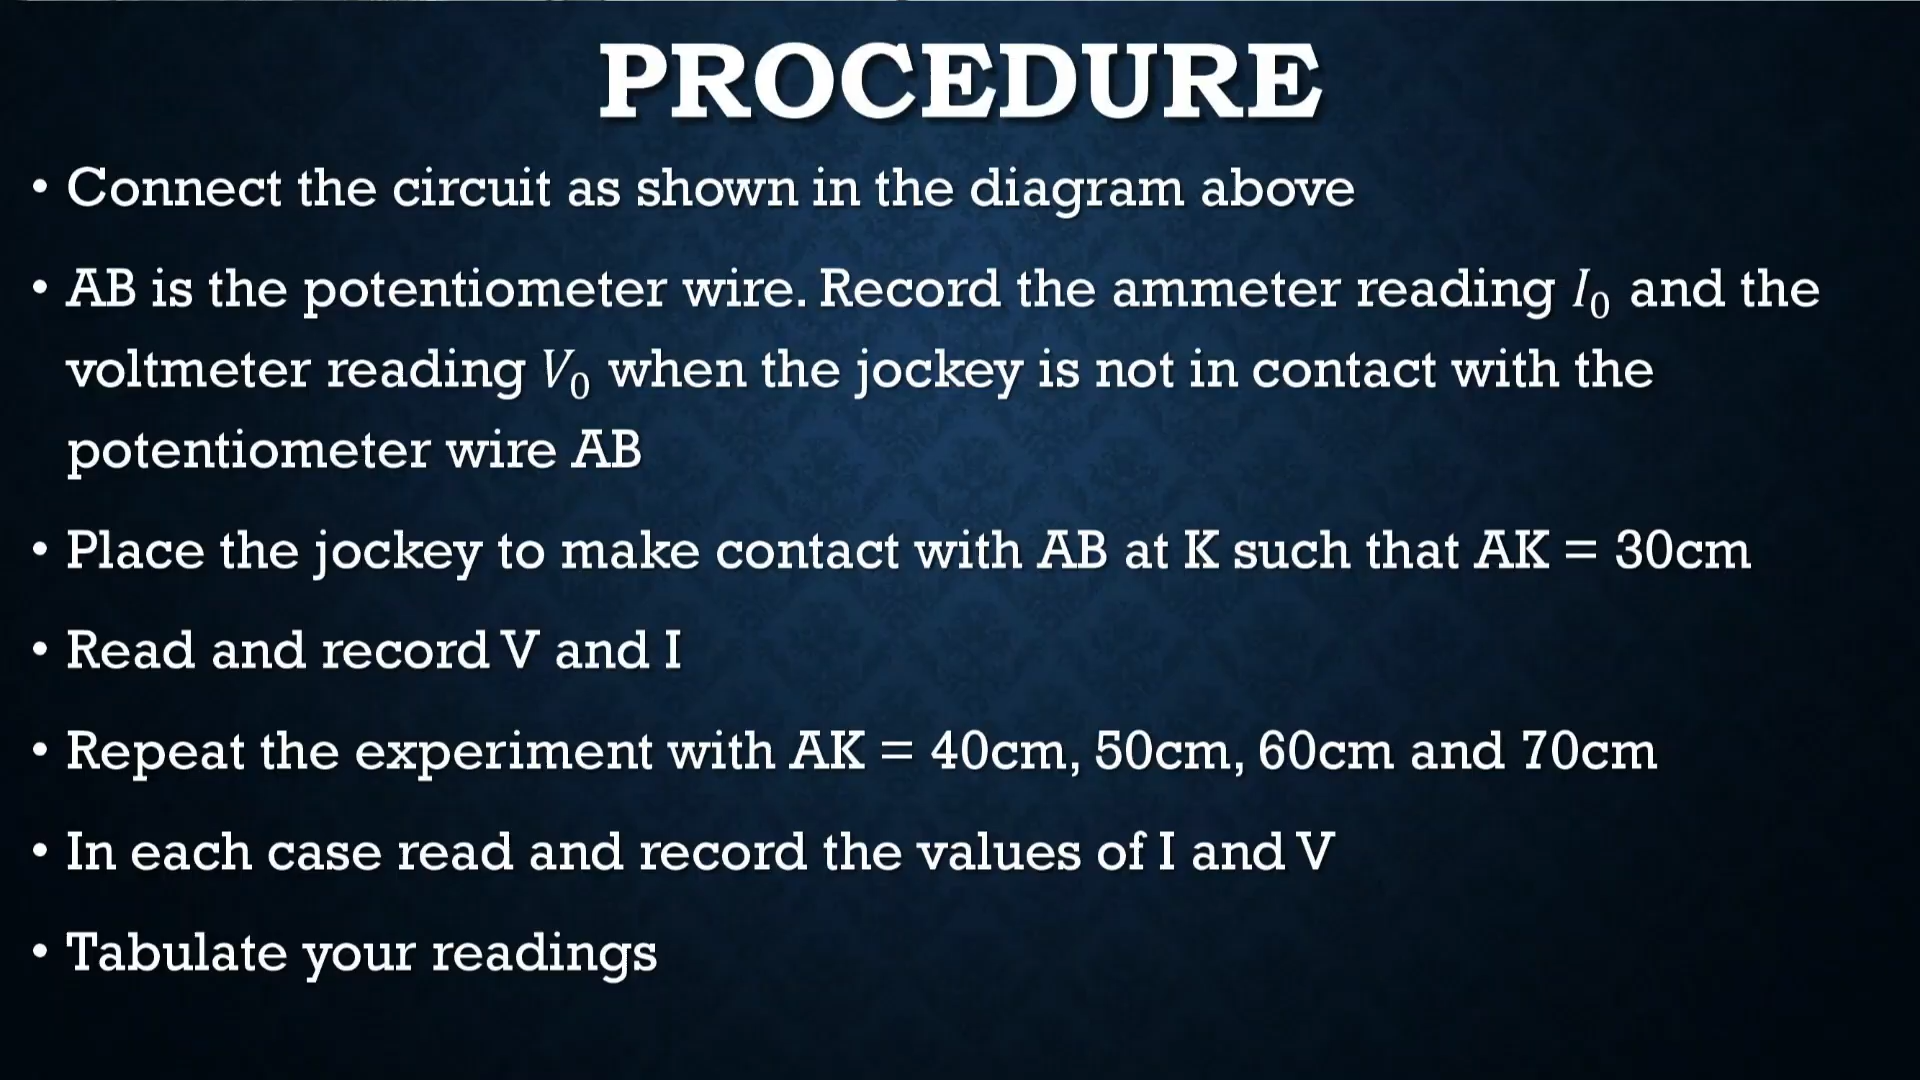 PROCEDURE
• Connect the circuit as shown in the diagram above
• AB is the potentiometer wire. Record the ammeter reading I₀ and the
voltmeter reading V₀ when the jockey is not in contact with the
potentiometer wire AB
• Place the jockey to make contact with AB at K such that AK = 30cm
• Read and record V and I
• Repeat the experiment with AK = 40cm, 50cm, 60cm and 70cm
• In each case read and record the values of I and V
• Tabulate your readings